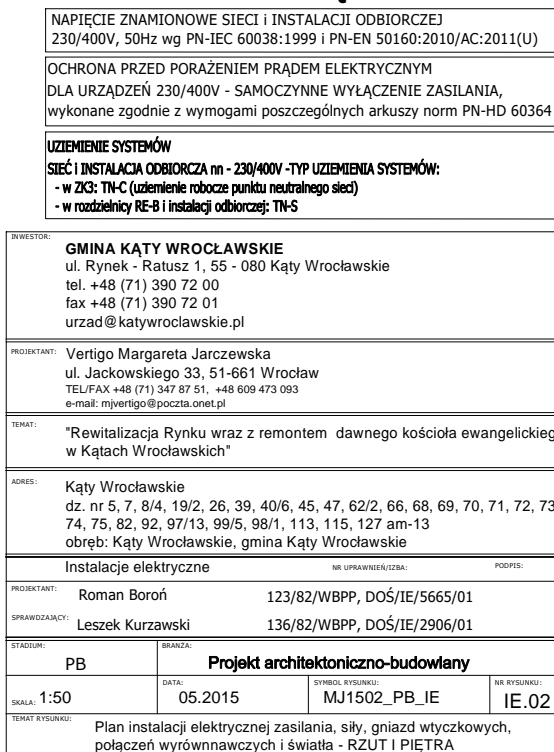 NAPIĘCIE ZNAMIONOWE SIECI i INSTALACJI ODBIORCZEJ
230/400V, 50Hz wg PN-IEC 60038:1999 i PN-EN 50160:2010/AC:2011(U)
OCHRONA PRZED PORAŻENIEM PRĄDEM ELEKTRYCZNYM
DLA URZĄDZEŃ 230/400V - SAMOCZYNNE WYŁĄCZENIE ZASILANIA,
wykonane zgodnie z wymogami poszczególnych arkuszy norm PN-HD 60364
UZIEMIENIE SYSTEMÓW
SIEĆ i INSTALACJA ODBIORCZA nn - 230/400V -TYP UZIEMIENIA SYSTEMÓW:
- w ZK3: TN-C (uziemienie robocze punktu neutralnego sieci)
- w rozdzielnicy RE-B i instalacji odbiorczej: TN-S
INWESTOR:
GMINA KĄTY WROCŁAWSKIE
ul. Rynek - Ratusz 1, 55 - 080 Kąty Wrocławskie
tel. +48 (71) 390 72 00
fax +48 (71) 390 72 01
urzad@katywroclawskie.pl
PROJEKTANT: Vertigo Margareta Jarczewska
ul. Jackowskiego 33, 51-661 Wrocław
TEL/FAX +48 (71) 347 87 51, +48 609 473 093
e-mail: mjvertigo@poczta.onet.pl
TEMAT: "Rewitalizacja Rynku wraz z remontem dawnego kościoła ewangelickieg
w Kątach Wrocławskich"
ADRES: Kąty Wrocławskie
dz. nr 5, 7, 8/4, 19/2, 26, 39, 40/6, 45, 47, 62/2, 66, 68, 69, 70, 71, 72, 73
74, 75, 82, 92, 97/13, 99/5, 98/1, 113, 115, 127 am-13
obręb: Kąty Wrocławskie, gmina Kąty Wrocławskie
Instalacje elektryczne NR UPRAWNIEŃ/IZBA: PODPIS:
PROJEKTANT: Roman Boroń 123/82/WBPP, DOŚ/IE/5665/01
SPRAWDZAJĄCY: Leszek Kurzawski 136/82/WBPP, DOŚ/IE/2906/01
STADIUM: BRANŻA:
PB Projekt architektoniczno-budowlany
DATA: SYMBOL RYSUNKU: NR RYSUNKU:
SKALA: 1:50 05.2015 MJ1502_PB_IE IE.02
TEMAT RYSUNKU: Plan instalacji elektrycznej zasilania, siły, gniazd wtyczkowych,
połączeń wyrównnawczych i światła - RZUT I PIĘTRA